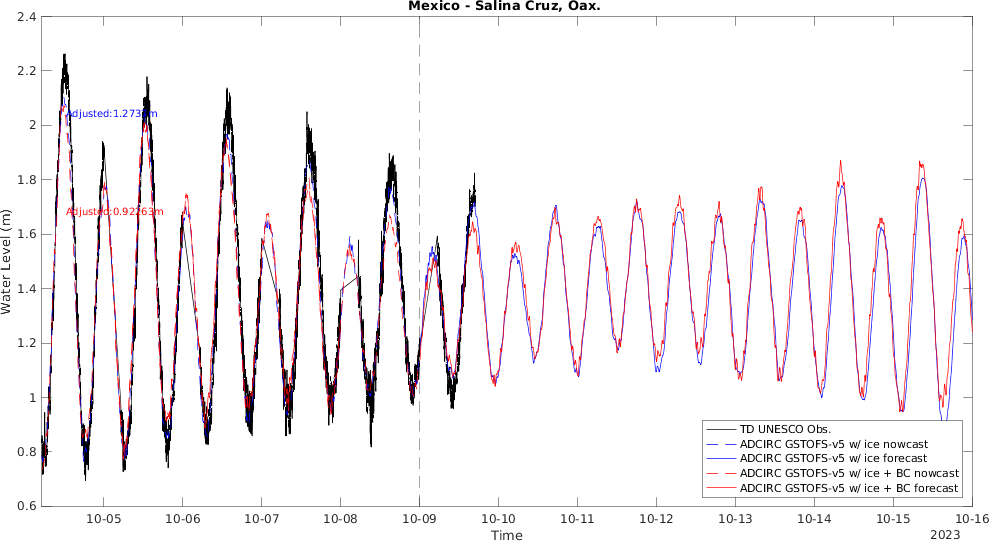 Mexico - Salina Cruz, Oax.
2.4
2.2
2
1.8
1.6
1.4
1.2
1
0.8
0.6
Water Level (m)
Adjusted:0.92263m
10-05
10-06
10-07
10-08
10-09
10-10
10-11
10-12
10-13
10-14
10-15
10-16
Time
2023
TD UNESCO Obs.
ADCIRC GSTOFS-v5 w/ ice nowcast
ADCIRC GSTOFS-v5 w/ ice forecast
ADCIRC GSTOFS-v5 w/ ice + BC nowcast
ADCIRC GSTOFS-v5 w/ ice + BC forecast